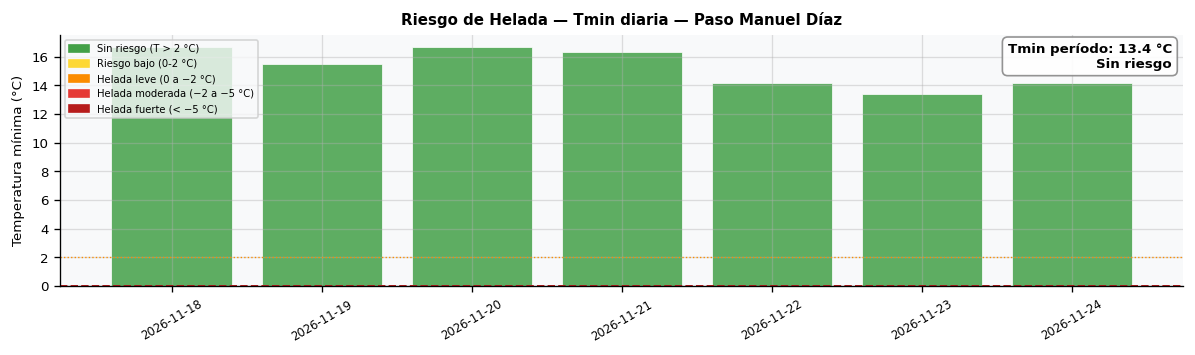 Riesgo de Helada — Tmin diaria — Paso Manuel Díaz
Temperatura mínima (°C)
16
14
12
10
8
6
4
2
0
Sin riesgo (T > 2 °C)
Riesgo bajo (0-2 °C)
Helada leve (0 a −2 °C)
Helada moderada (−2 a −5 °C)
Helada fuerte (< −5 °C)
Tmin período: 13.4 °C
Sin riesgo
2026-11-18
2026-11-19
2026-11-20
2026-11-21
2026-11-22
2026-11-23
2026-11-24